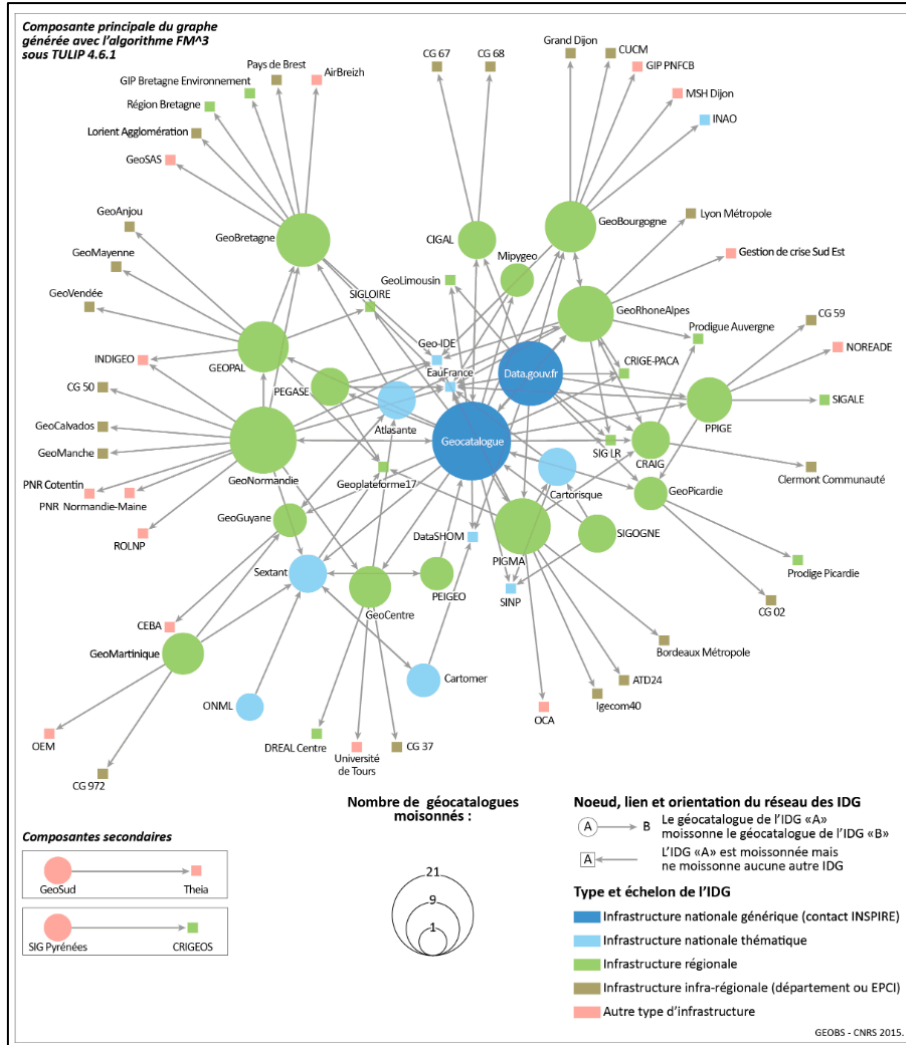 Composante principale du graphe
générée avec l'algorithme FM^3
sous TULIP 4.6.1
Grand Dijon
CG 67
CG 68
CUCM
Pays de Brest
AirBreizh
GIP PNFCB
GIP Bretagne Environnement
MSH Dijon
Région Bretagne
INAO
Lorient Agglomération
GeoSAS
GeoAnjou
Lyon Métropole
GeoBretagne
CIGAL
GeoBourgogne
GeoMayenne
Mipygeo
Gestion de crise Sud Est
GeoLimousin
GeoVendée
SIGLOIRE
GeoRhoneAlpes
CG 59
Prodigue Auvergne
Geo-IDE
NOREADE
INDIGEO
GEOPAL
EauFrance
Data.gouv.fr
CRIGE-PACA
CG 50
PEGASE
SIGALE
PPIGE
GeoCalvados
Atlasante
Geocatalogue
SIG LR
CRAIG
GeoManche
Clermont Communauté
GeoNormandie
Geoplateforme17
Cartorisque
GeoPicardie
PNR Cotentin
PNR Normandie-Maine
GeoGuyane
DataSHOM
SIGOGNE
ROLNP
PIGMA
Sextant
PEIGEO
SINP
Prodige Picardie
GeoCentre
CG 02
CEBA
GeoMartinique
Bordeaux Métropole
Cartomer
ATD24
ONML
Igecom40
OCA
OEM
DREAL Centre
Université
de Tours
CG 37
CG 972
Nombre de géocatalogues
moisonnés :
21
9
1
Noeud, lien et orientation du réseau des IDG
A
B
Le géocatalogue de l'IDG «A»
moissonne le géocatalogue de l'IDG «B»
A
L'IDG «A» est moissonnée mais
ne moissonne aucune autre IDG
Composantes secondaires
GeoSud
Theia
SIG Pyrénées
CRIGEOS
Type et échelon de l'IDG
Infrastructure nationale générique (contact INSPIRE)
Infrastructure nationale thématique
Infrastructure régionale
Infrastructure infra-régionale (département ou EPCI)
Autre type d'infrastructure
GEOBS - CNRS 2015.